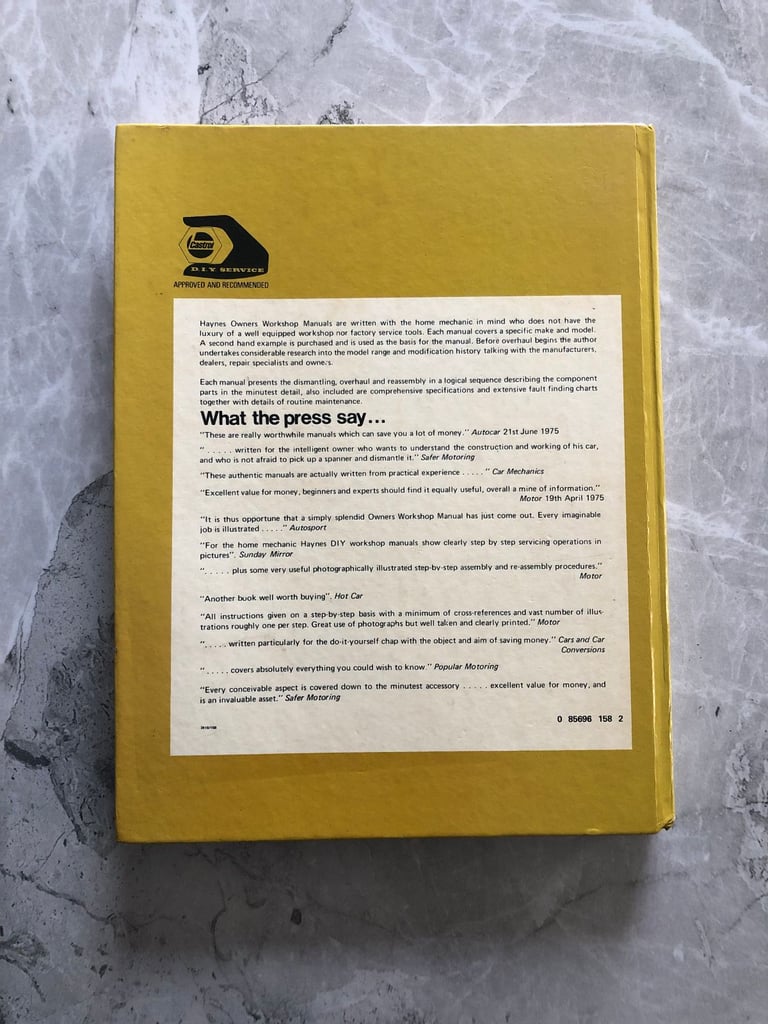 Castrol
D.I.Y SERVICE
APPROVED AND RECOMMENDED
Haynes Owners Workshop Manuals are written with the home mechanic in mind who does not have the
luxury of a well equipped workshop nor factory service tools. Each manual covers a specific make and model.
A second hand example is purchased and is used as the basis for the manual. Before overhaul begins the author
undertakes considerable research into the model range and modification history talking with the manufacturers,
dealers, repair specialists and owners.
Each manual presents the dismantling, overhaul and reassembly in a logical sequence describing the component
parts in the minutest detail, also included are comprehensive specifications and extensive fault finding charts
together with details of routine maintenance.
What the press say...
"These are really worthwhile manuals which can save you a lot of money." Autocar 21st June 1975
" . . . . . written for the intelligent owner who wants to understand the construction and working of his car,
and who is not afraid to pick up a spanner and dismantle it." Safer Motoring
"These authentic manuals are actually written from practical experience . . . . . " Car Mechanics
"Excellent value for money, beginners and experts should find it equally useful, overall a mine of information."
Motor 19th April 1975
"It is thus opportune that a simply splendid Owners Workshop Manual has just come out. Every imaginable
job is illustrated . . . . ." Autosport
"For the home mechanic Haynes DIY workshop manuals show clearly step by step servicing operations in
pictures". Sunday Mirror
" . . . . . plus some very useful photographically illustrated step-by-step assembly and re-assembly procedures."
Motor
"Another book well worth buying". Hot Car
"All instructions given on a step-by-step basis with a minimum of cross-references and vast number of illus-
trations roughly one per step. Great use of photographs but well taken and clearly printed." Motor
" . . . . . written particularly for the do-it-yourself chap with the object and aim of saving money." Cars and Car
Conversions
" . . . . . covers absolutely everything you could wish to know." Popular Motoring
"Every conceivable aspect is covered down to the minutest accessory . . . . . excellent value for money, and
is an invaluable asset." Safer Motoring
0 85696 158 2